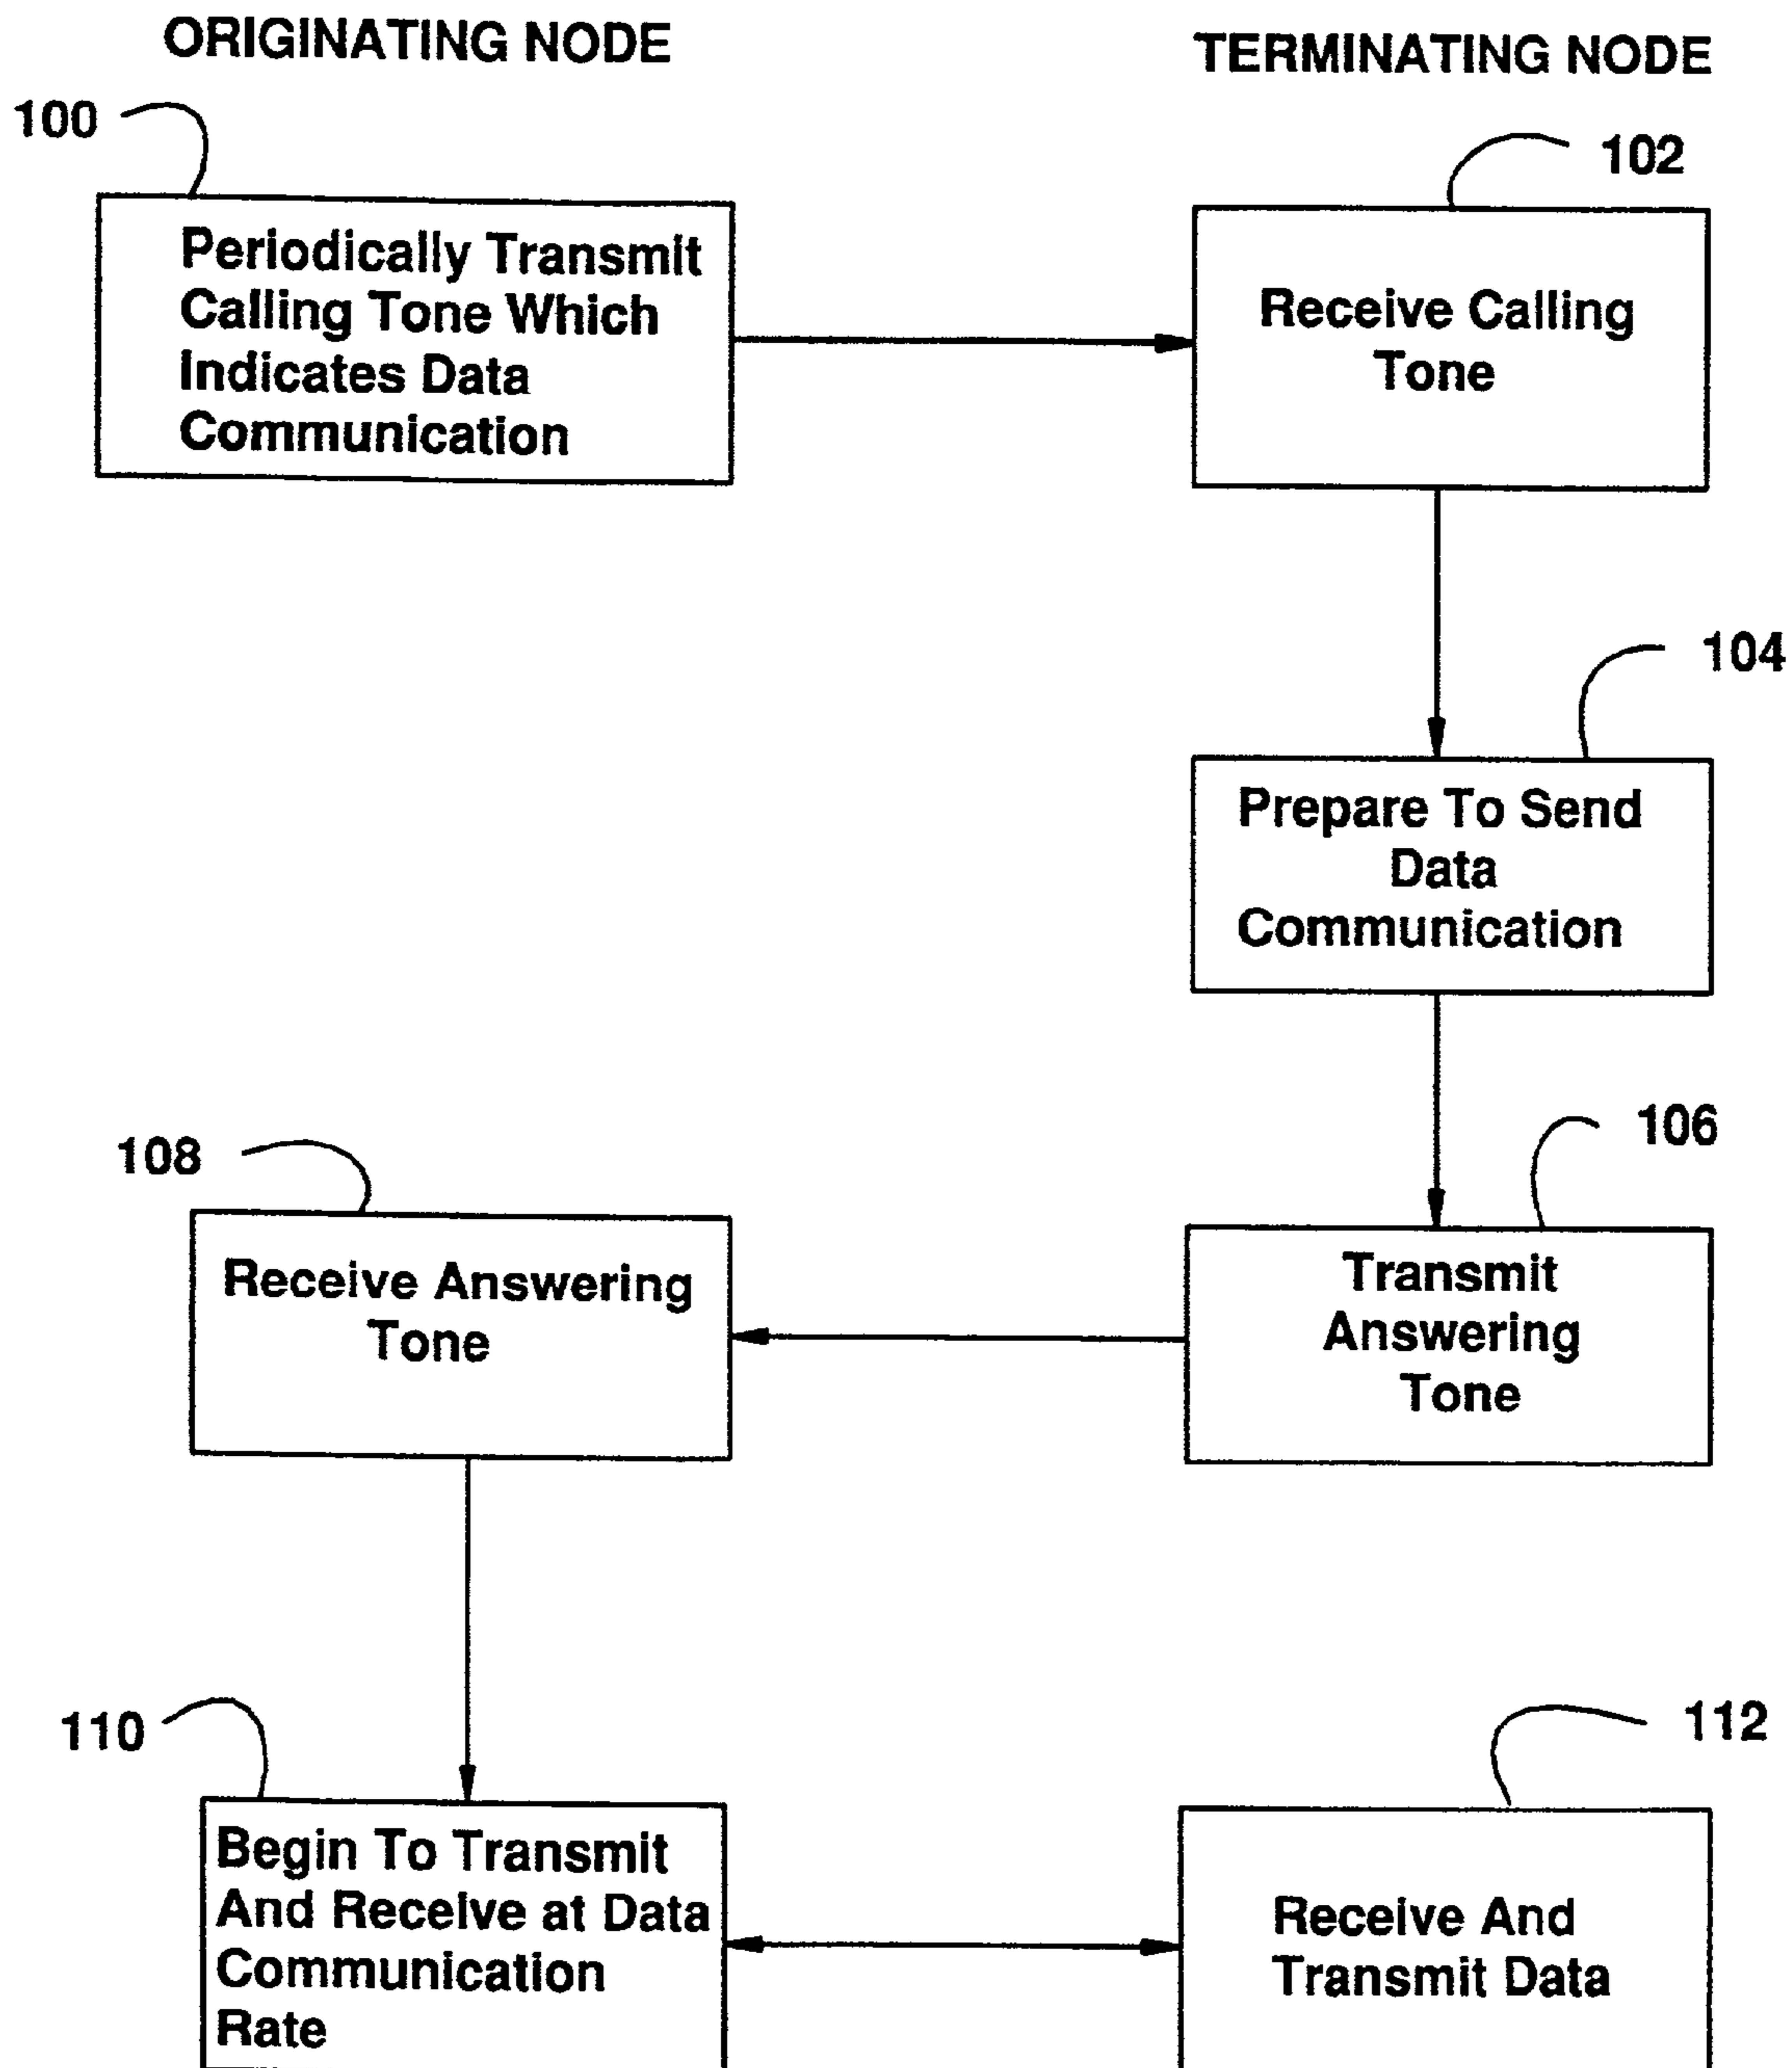 ORIGINATING NODE
TERMINATING NODE
100
102
Periodically Transmit
Calling Tone Which
Indicates Data
Communication
Receive Calling
Tone
104
Prepare To Send
Data
Communication
106
108
Receive Answering
Tone
Transmit
Answering
Tone
110
112
Begin To Transmit
And Receive at Data
Communication
Rate
Receive And
Transmit Data